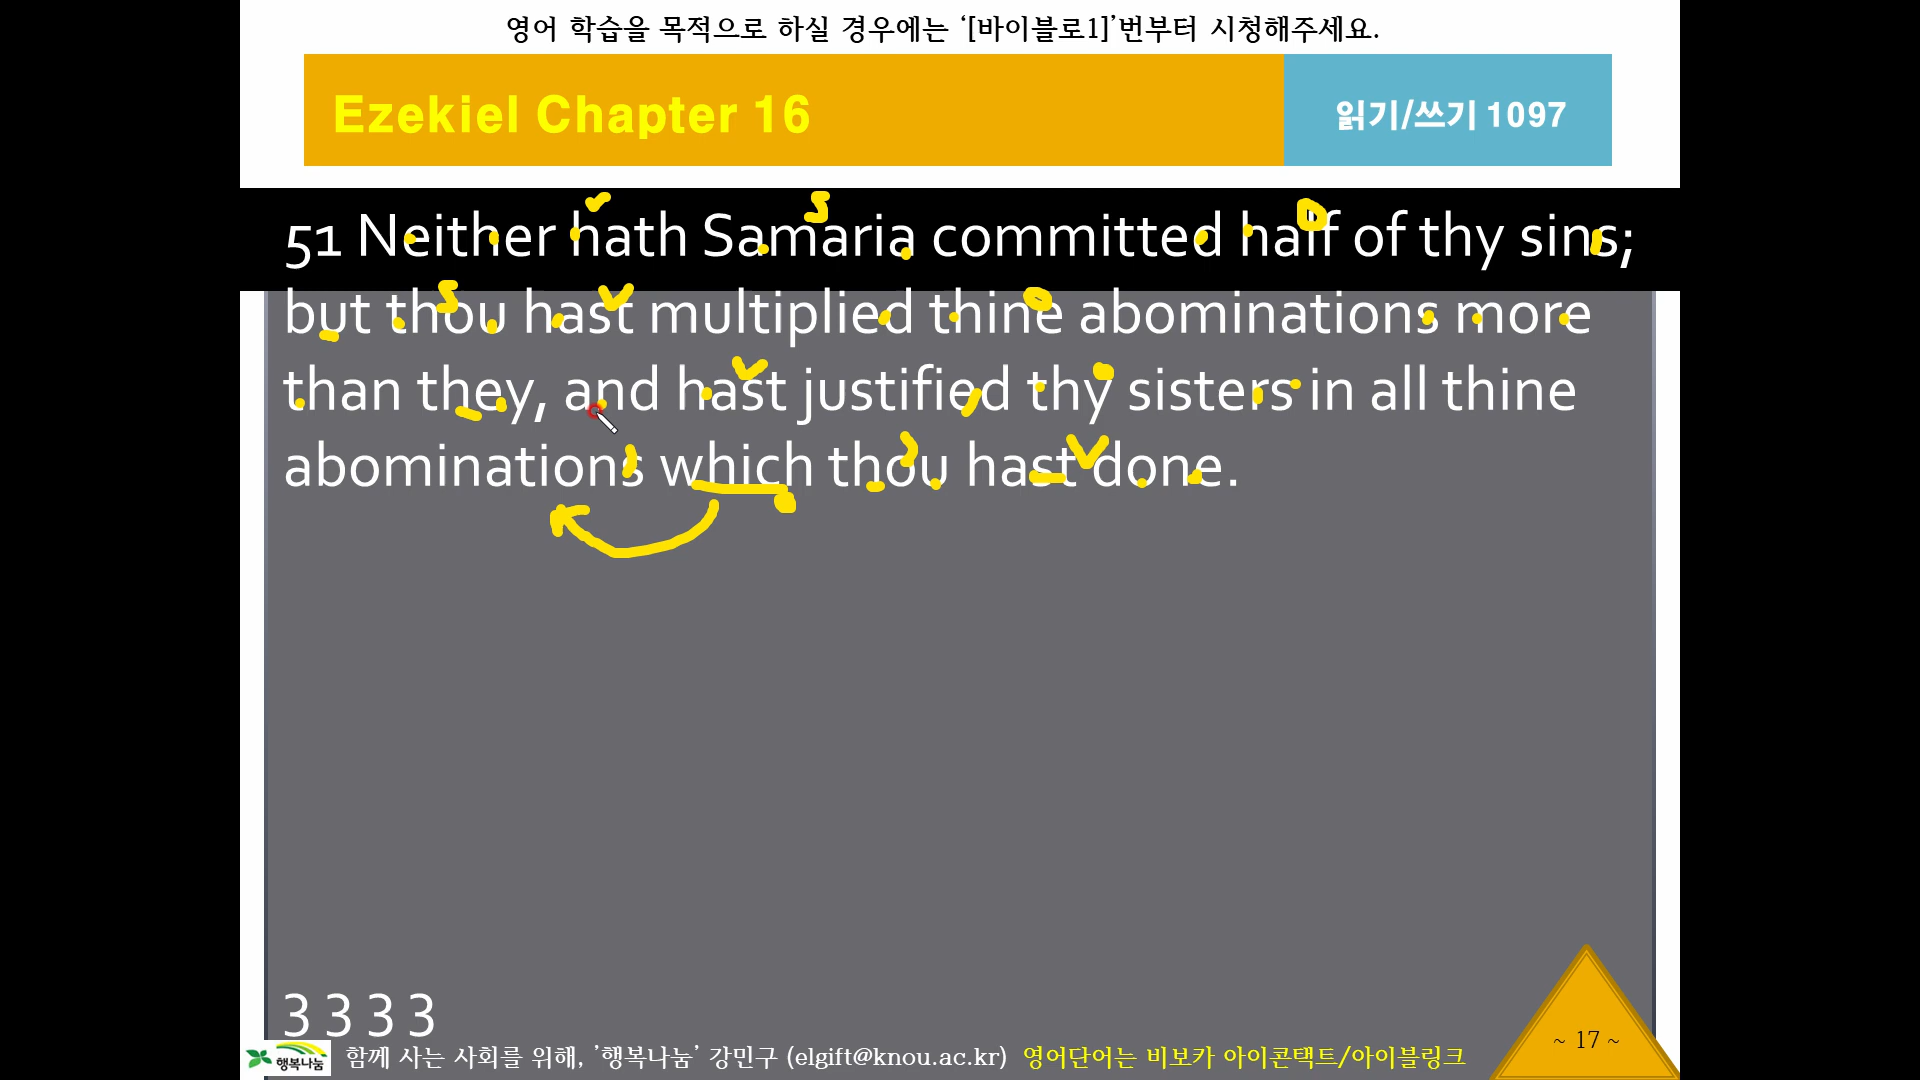 영어 학습을 목적으로 하실 경우에는 ‘[바이블로1]’번부터 시청해주세요.
Ezekiel Chapter 16
읽기/쓰기 1097
51 Neither hath Samaria committed half of thy sins;
but thou hast multiplied thine abominations more
than they, and hast justified thy sisters in all thine
abominations which thou hast done.
3 3 3 3
~ 17 ~
행복나눔 함께 사는 사회를 위해, ’행복나눔’ 강민구 (elgift@knou.ac.kr) 영어단어는 비보카 아이콘택트/아이블링크